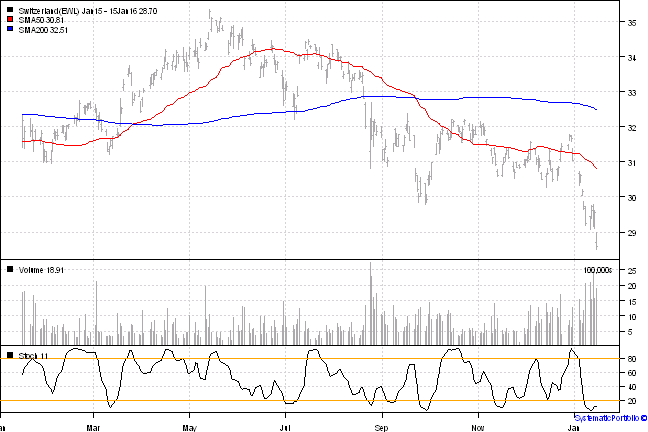 Switzerland(EWL) Jan15 - 15Jan16 28.70
SMA50 30.81
SMA200 32.51
35
34
33
32
31
30
29
Volume 18.91
100,000s
25
20
15
10
5
Stoch 11
80
60
40
20
Mar
May
Jul
Sep
Nov
Jan
SystematicPortfolio ©